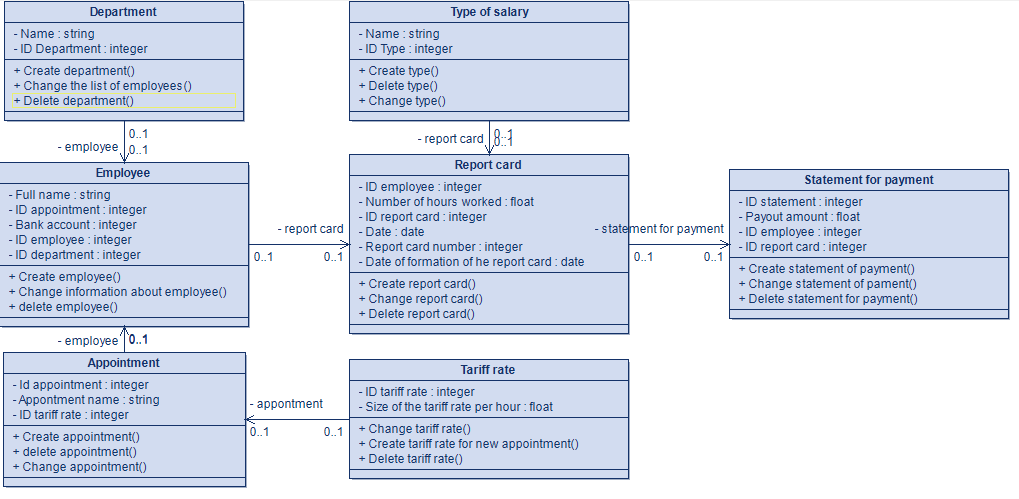 Department
- Name : string
- ID Department : integer
+ Create department()
+ Change the list of employees()
+ Delete department()
0..1
- employee
0..1
Type of salary
- Name : string
- ID Type : integer
+ Create type()
+ Delete type()
+ Change type()
0..1
- report card
0..1
Employee
- Full name : string
- ID appointment : integer
- Bank account : integer
- ID employee : integer
- ID department : integer
+ Create employee()
+ Change information about employee()
+ delete employee()
- report card
0..1
0..1
Report card
- ID employee : integer
- Number of hours worked : float
- ID report card : integer
- Date : date
- Report card number : integer
- Date of formation of he report card : date
+ Create report card()
+ Change report card()
+ Delete report card()
- statement for payment
0..1
0..1
Statement for payment
- ID statement : integer
- Payout amount : float
- ID employee : integer
- ID report card : integer
+ Create statement of payment()
+ Change statement of pament()
+ Delete statement for payment()
- employee
0..1
Appointment
- Id appointment : integer
- Appontment name : string
- ID tariff rate : integer
+ Create appointment()
+ delete appointment()
+ Change appointment()
- appontment
0..1
0..1
Tariff rate
- ID tariff rate : integer
- Size of the tariff rate per hour : float
+ Change tariff rate()
+ Create tariff rate for new appointment()
+ Delete tariff rate()